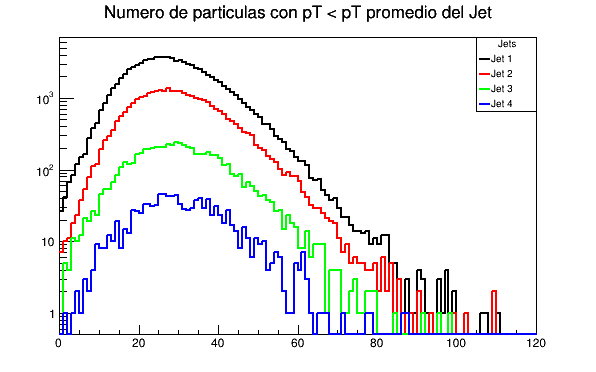 Numero de particulas con pT < pT promedio del Jet
Jets
Jet 1
Jet 2
Jet 3
Jet 4
10³
10²
10
1
0 20 40 60 80 100 120